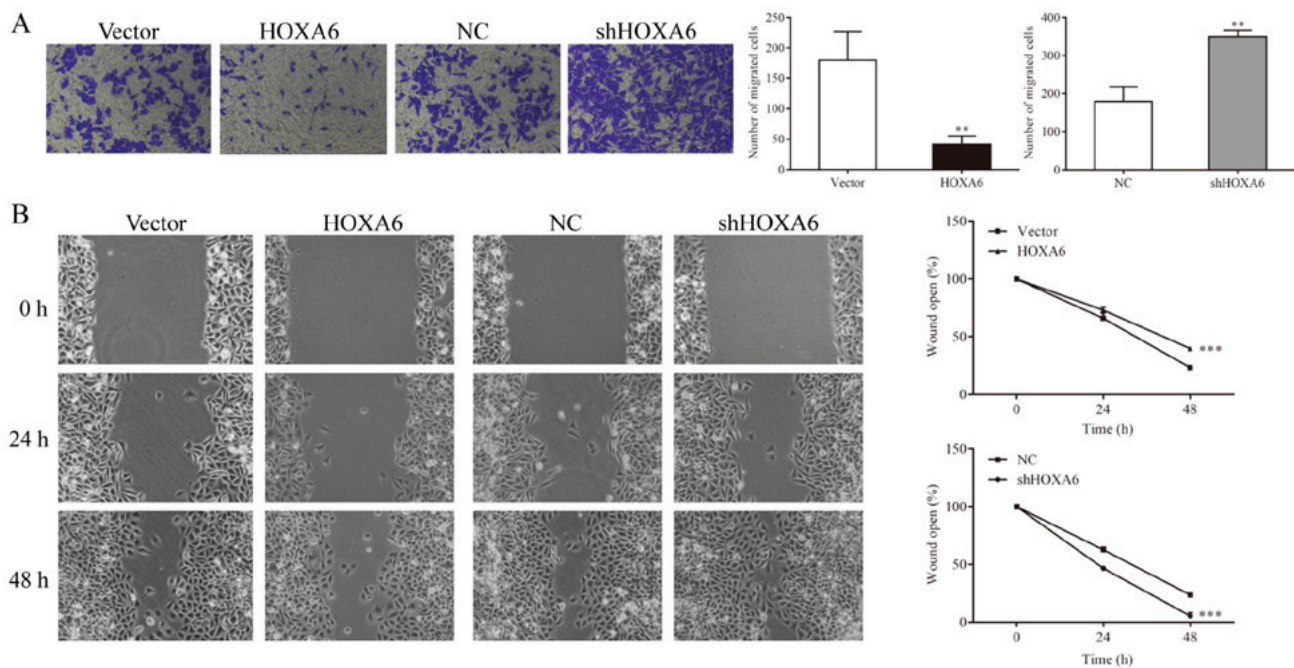 A
Vector HOXA6 NC shHOXA6
Number of migrated cells
250
200
150
100
50
0
**
Vector HOXA6
Number of migrated cells
400
300
200
100
0
**
NC shHOXA6
B
Vector HOXA6 NC shHOXA6
0 h
24 h
48 h
Wound open (%)
150
100
50
0
Vector
HOXA6
***
0 24 48
Time (h)
Wound open (%)
150
100
50
0
NC
shHOXA6
***
0 24 48
Time (h)